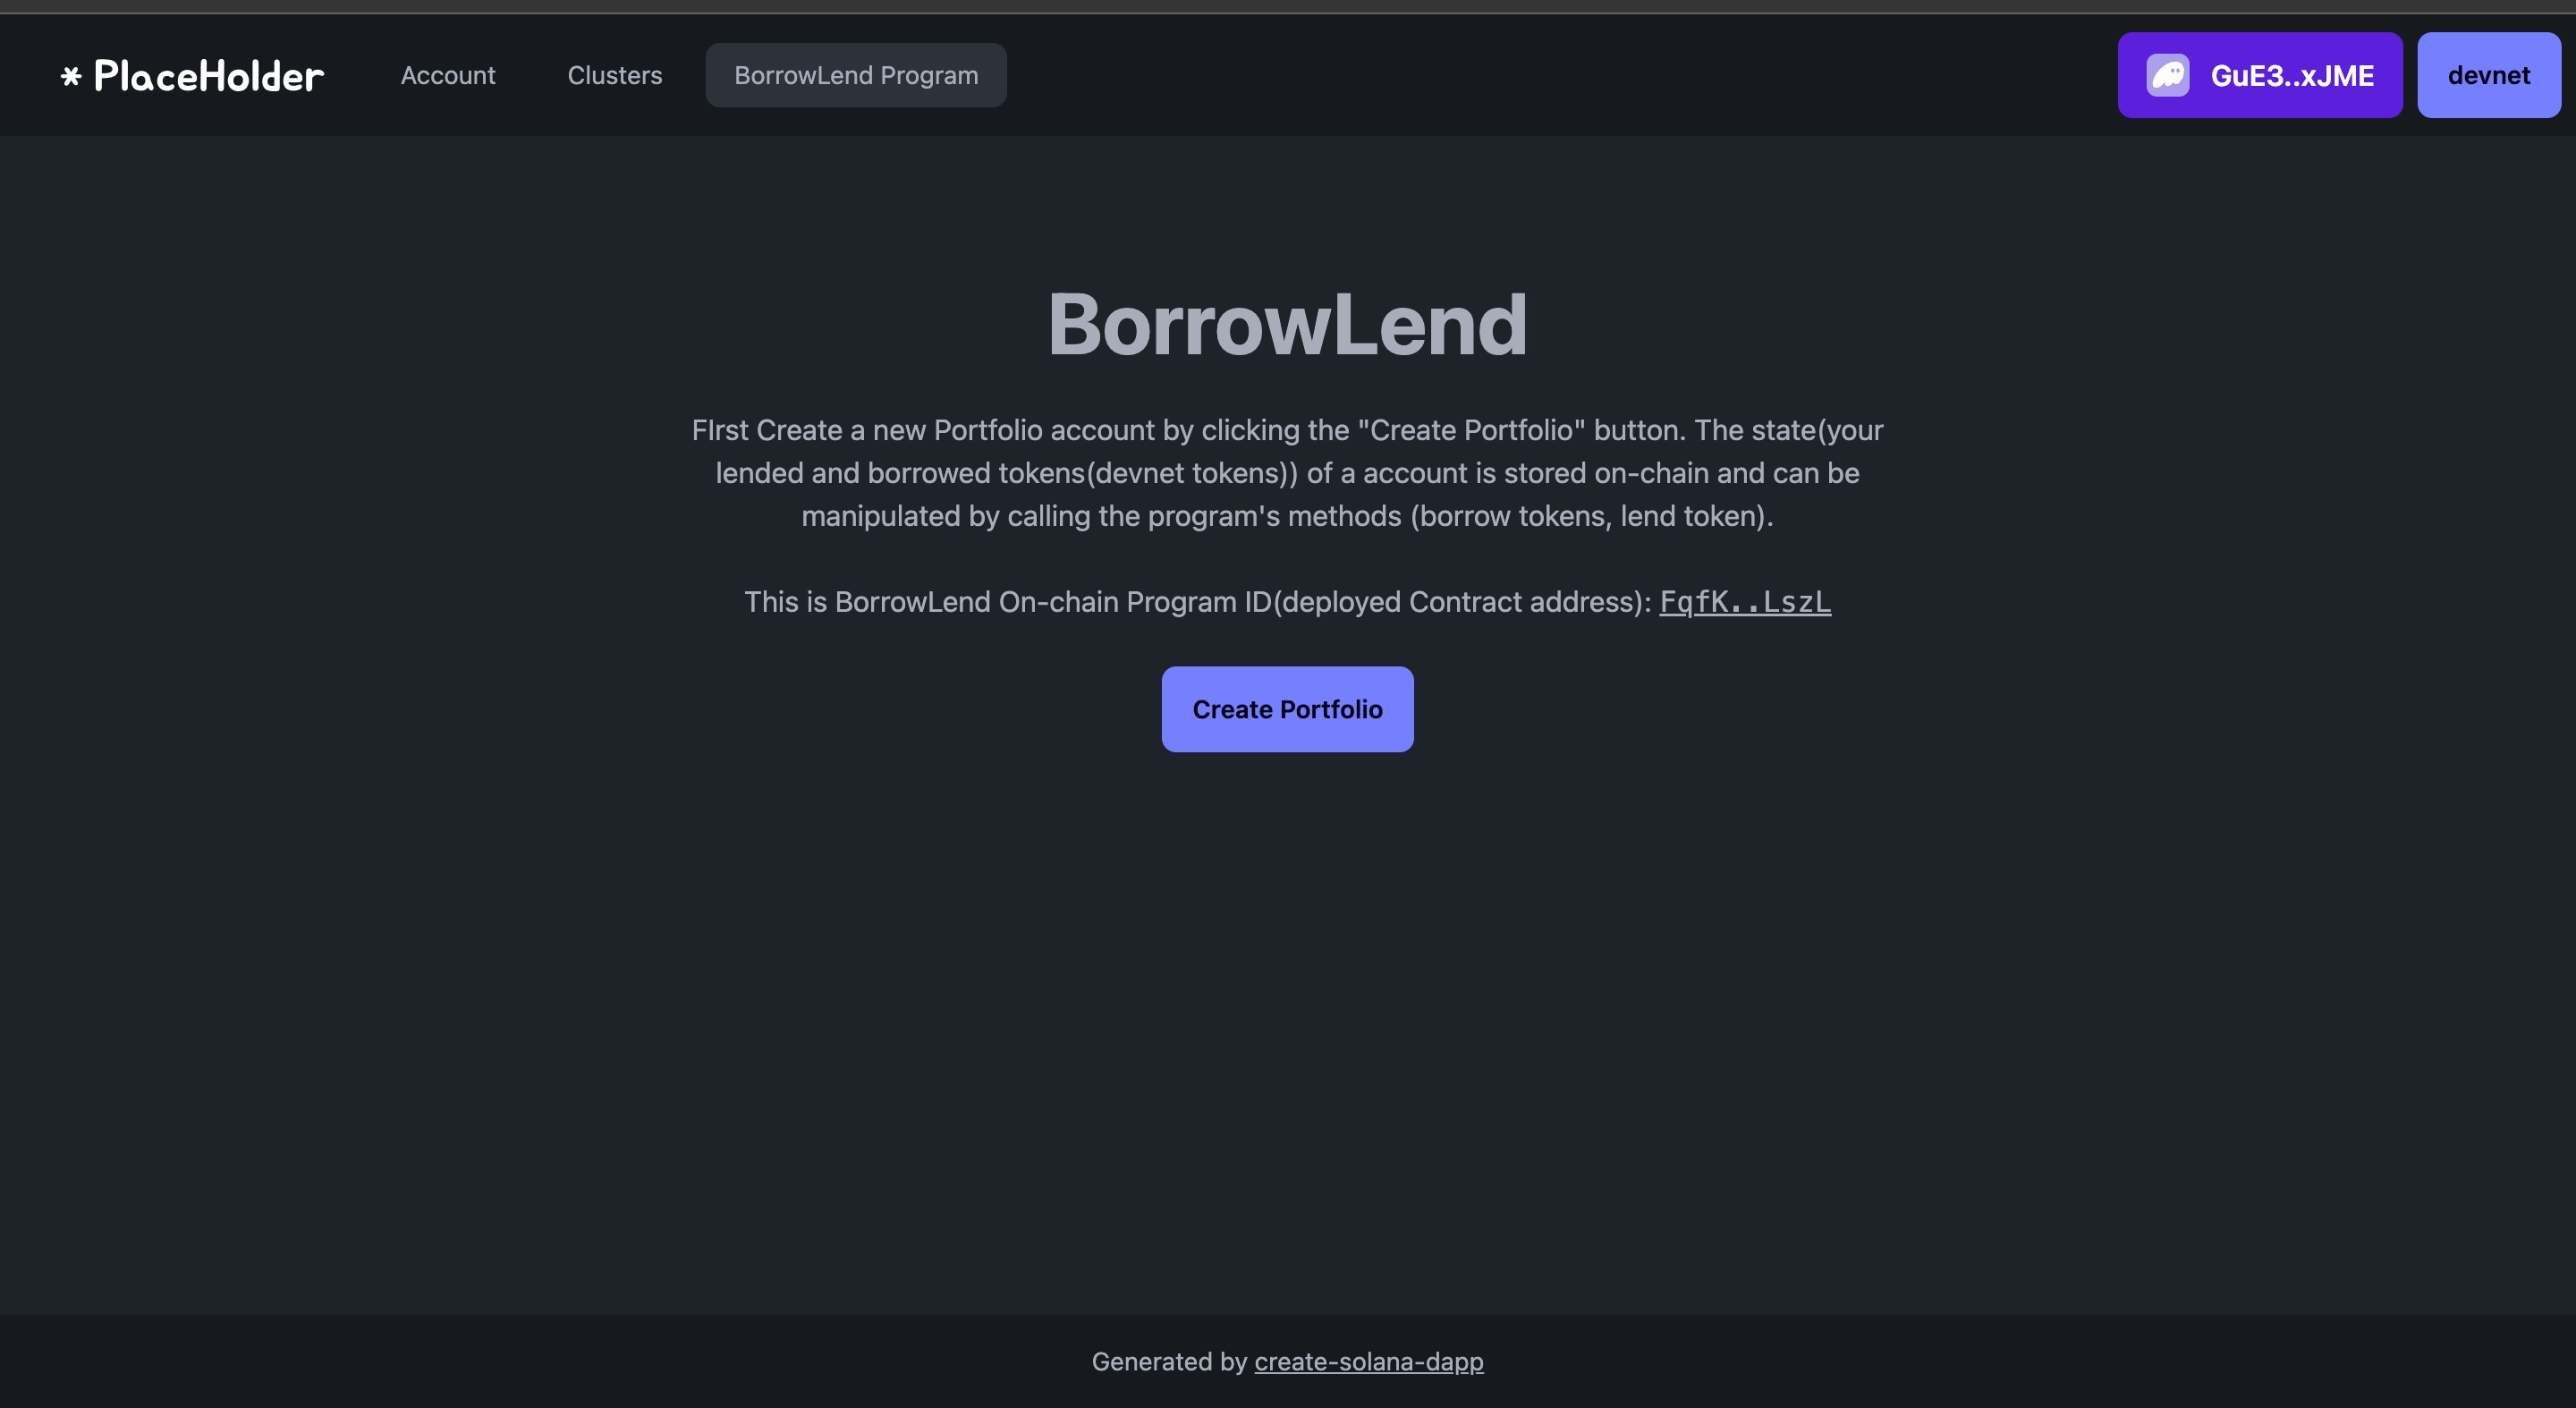 * PlaceHolder Account Clusters BorrowLend Program GuE3..xJME devnet
BorrowLend
FIrst Create a new Portfolio account by clicking the "Create Portfolio" button. The state(your
lended and borrowed tokens(devnet tokens)) of a account is stored on-chain and can be
manipulated by calling the program's methods (borrow tokens, lend token).
This is BorrowLend On-chain Program ID(deployed Contract address): FqfK..LszL
Create Portfolio
Generated by create-solana-dapp